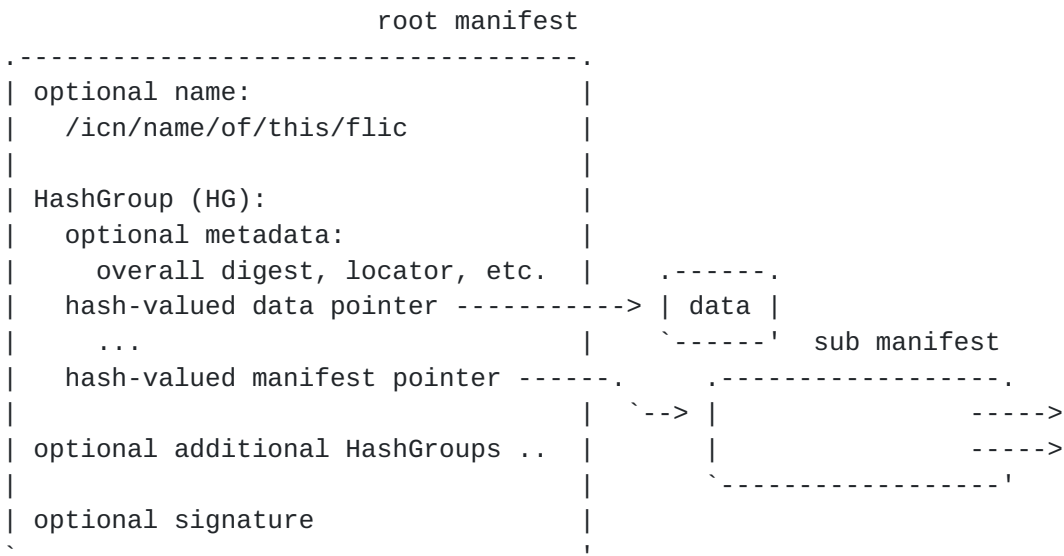 root manifest
optional name:
/icn/name/of/this/flic
HashGroup (HG):
optional metadata:
overall digest, locator, etc.
hash-valued data pointer -----------> | data |
... sub manifest
hash-valued manifest pointer ------.
optional additional HashGroups ..
optional signature